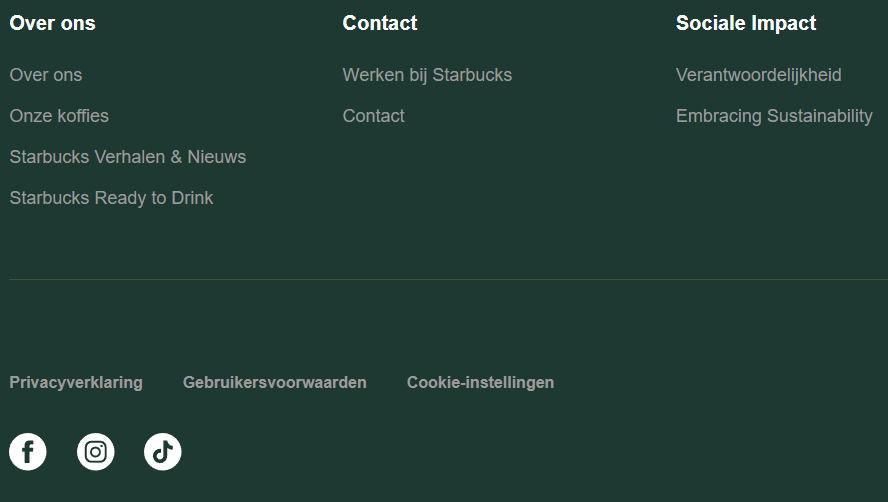 Over ons
Over ons
Onze koffies
Starbucks Verhalen & Nieuws
Starbucks Ready to Drink
Contact
Werken bij Starbucks
Contact
Sociale Impact
Verantwoordelijkheid
Embracing Sustainability
Privacyverklaring
Gebruikersvoorwaarden
Cookie-instellingen